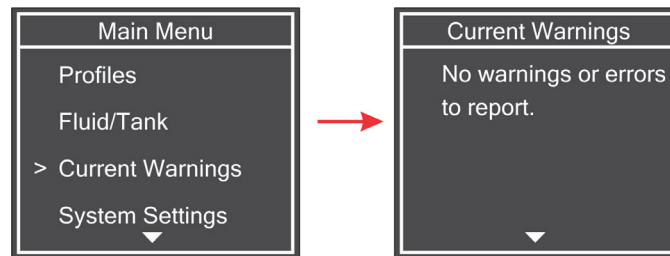 Main Menu
Profiles
Fluid/Tank
> Current Warnings
System Settings
Current Warnings
No warnings or errors
to report.